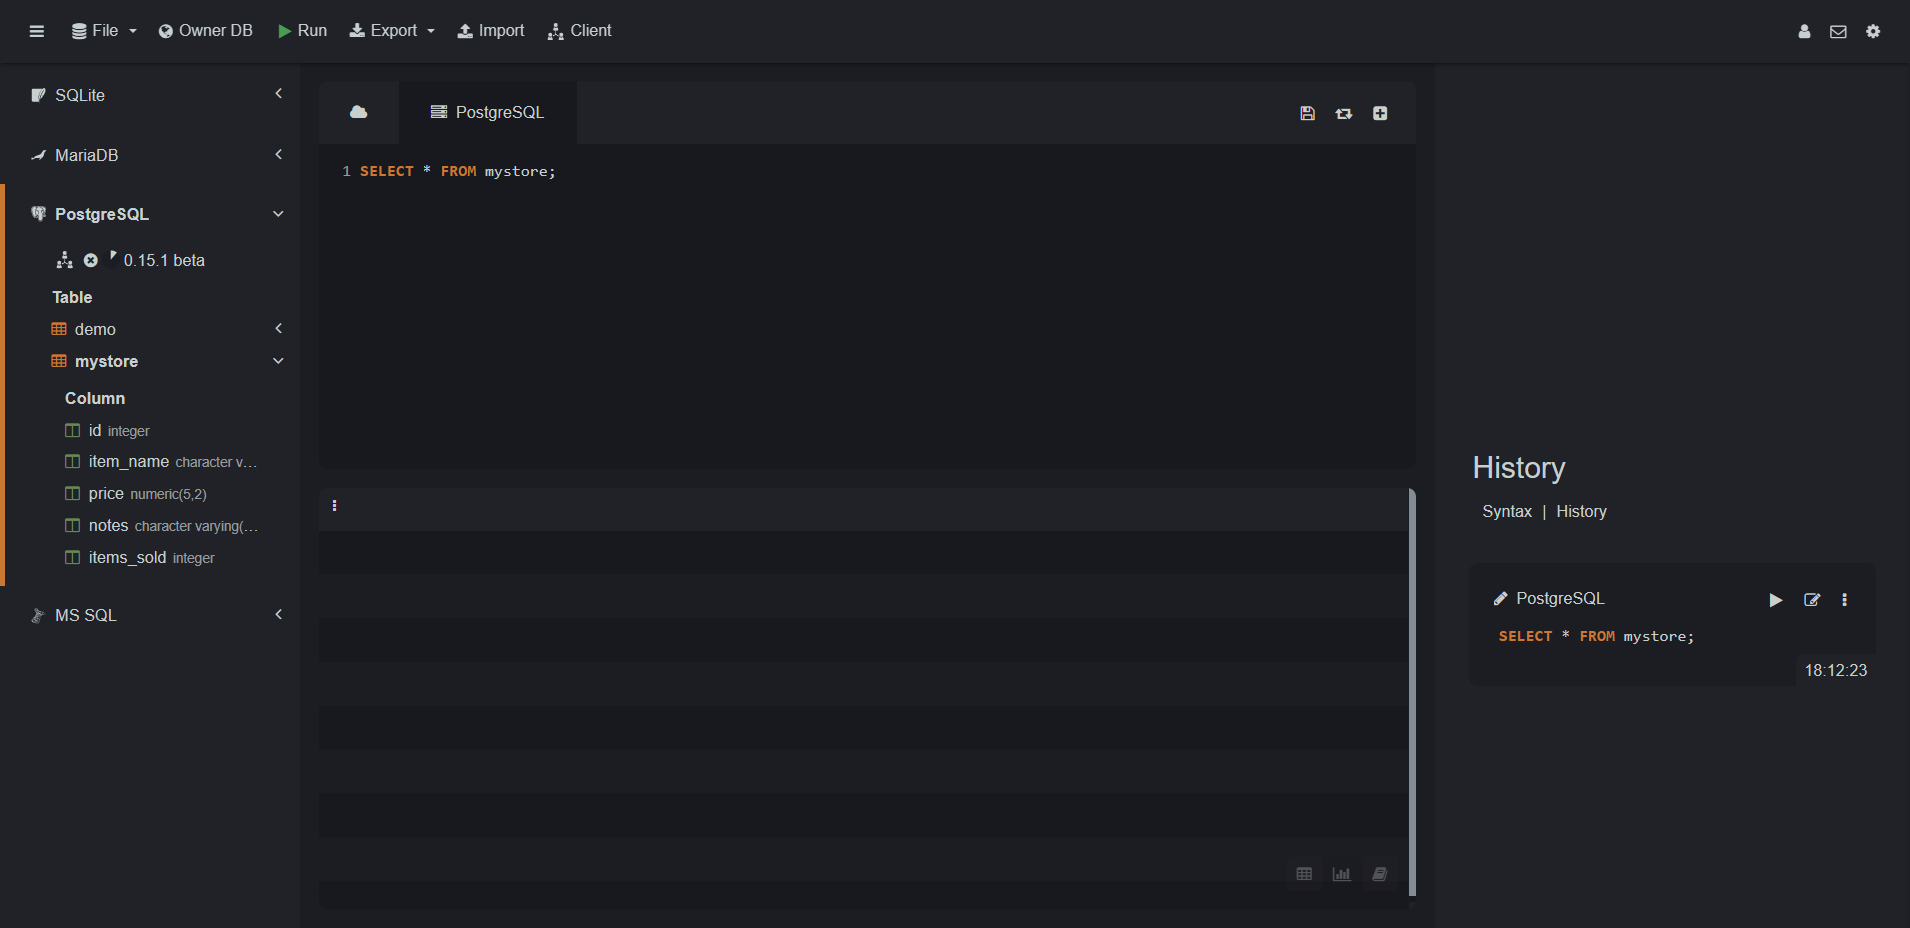 File Owner DB Run Export Import Client
SQLite
MariaDB
PostgreSQL
0.15.1 beta
Table
demo
mystore
Column
id integer
item_name character v...
price numeric(5,2)
notes character varying(...
items_sold integer
MS SQL
PostgreSQL
1 SELECT * FROM mystore;
History
Syntax | History
PostgreSQL
SELECT * FROM mystore;
18:12:23